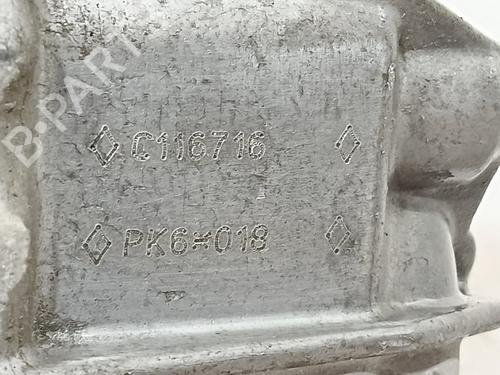 B-PARTS
◇ C116716 ◇
◇ PK6*018 ◇